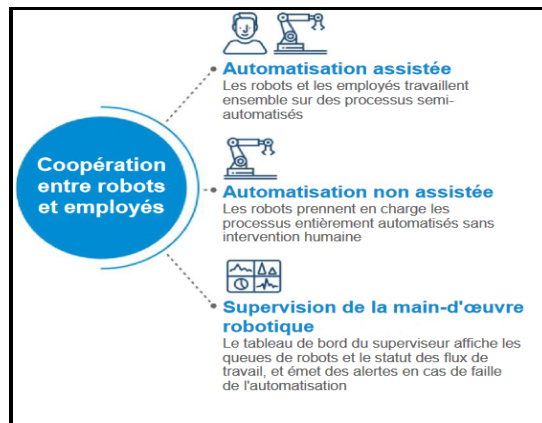 Automatisation assistée
Les robots et les employés travaillent
ensemble sur des processus semi-
automatisés
Coopération
entre robots
et employés
Automatisation non assistée
Les robots prennent en charge les
processus entièrement automatisés sans
intervention humaine
Supervision de la main-d'œuvre
robotique
Le tableau de bord du superviseur affiche les
queues de robots et le statut des flux de
travail, et émet des alertes en cas de faille
de l'automatisation